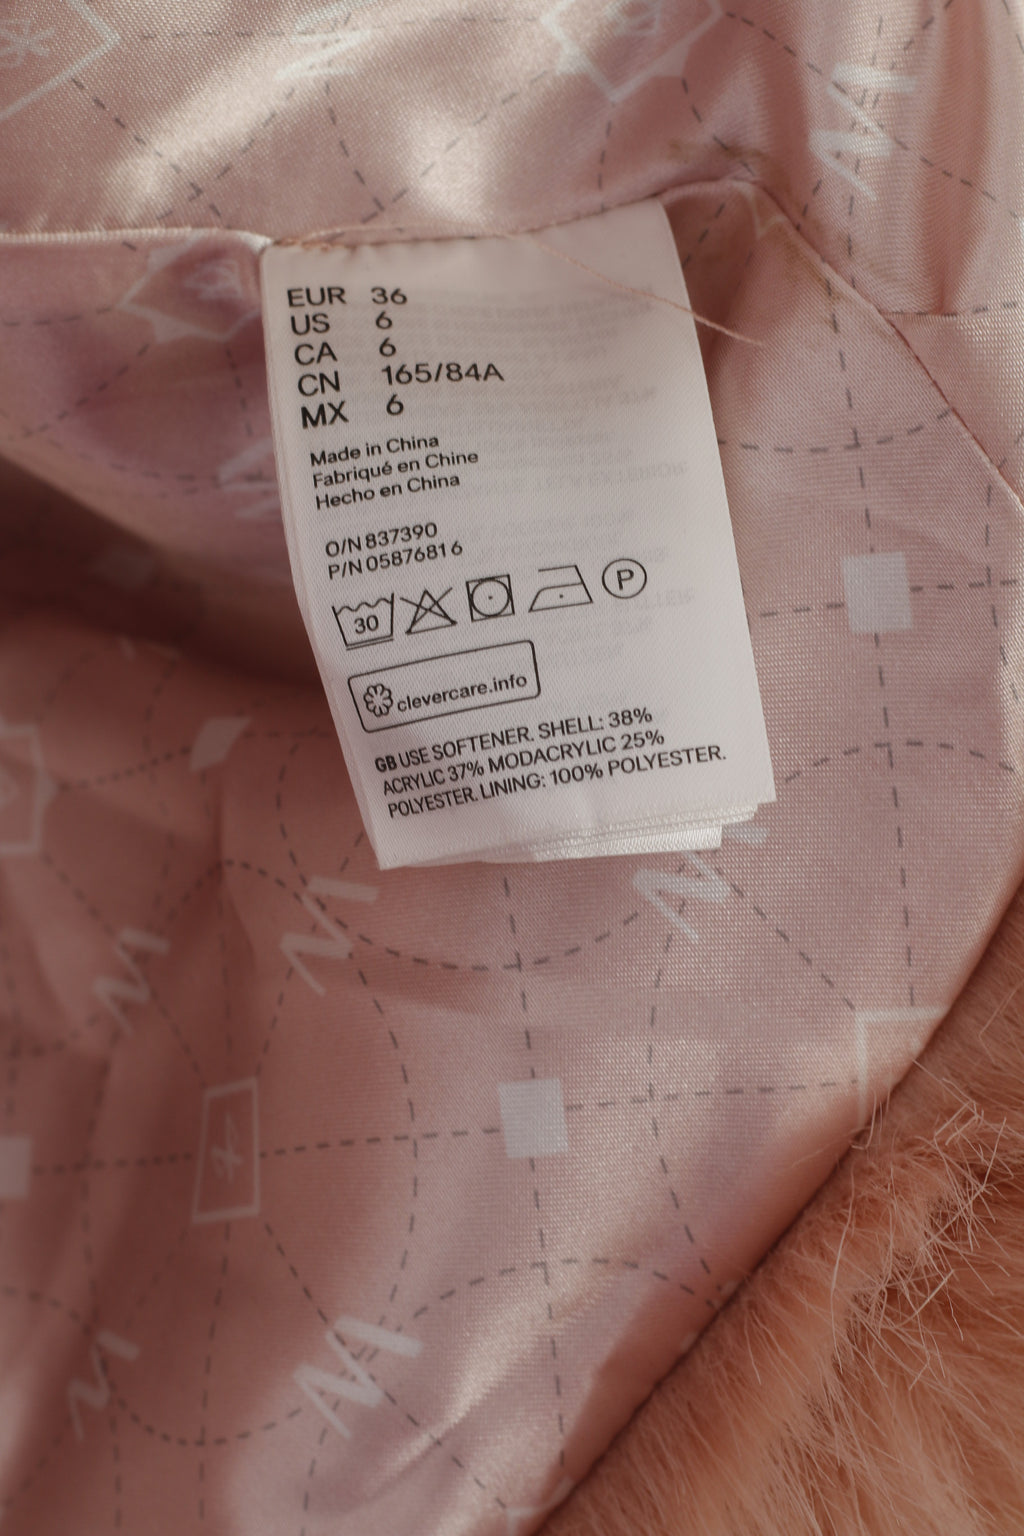 EUR 36
US 6
CA 6
CN 165/84A
MX 6
Made in China
Fabriqué en Chine
Hecho en China
O/N 837390
P/N 05876816
30 P
clevercare.info
GB USE SOFTENER. SHELL: 38%
ACRYLIC 37% MODACRYLIC 25%
POLYESTER. LINING: 100% POLYESTER.